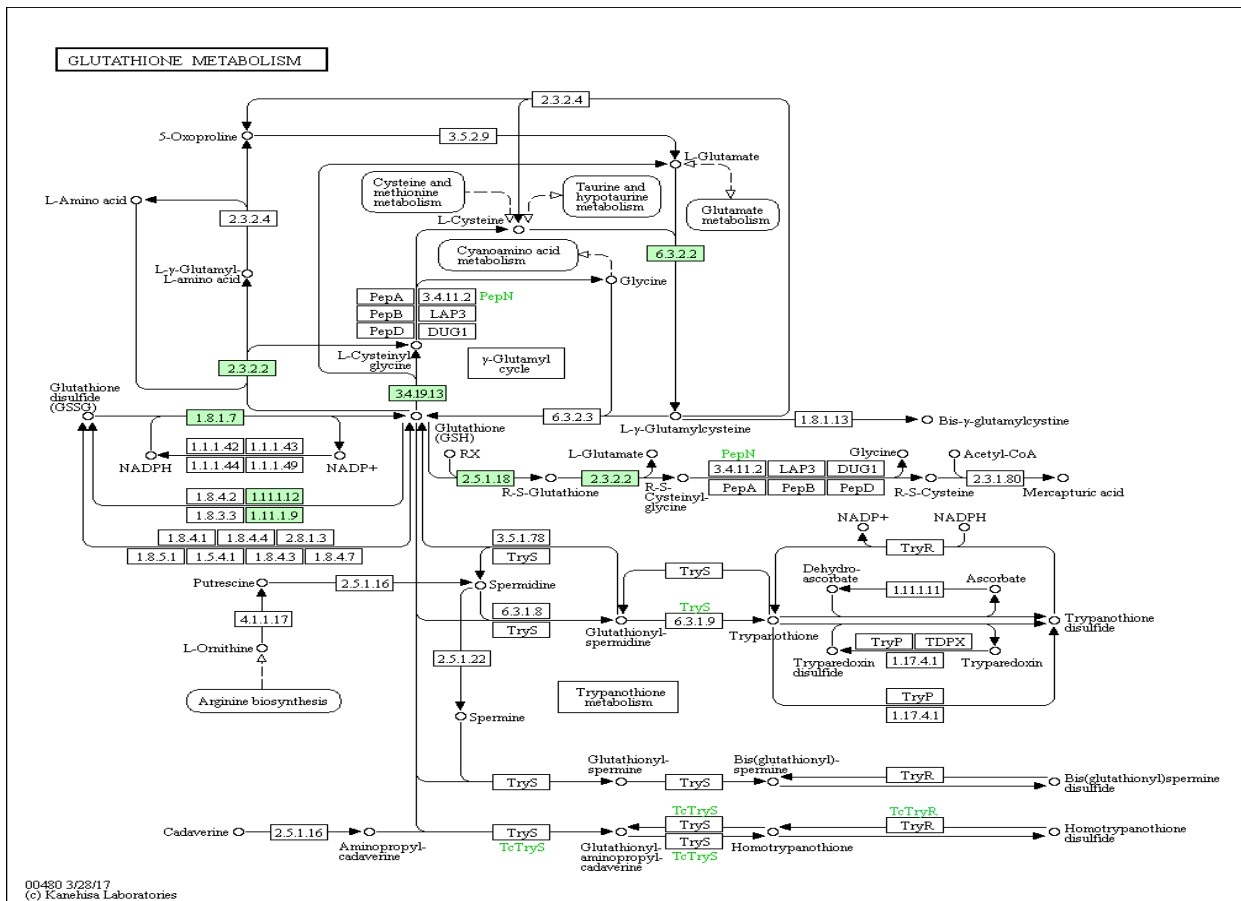 GLUTATHIONE METABOLISM
2.3.2.4
5-Oxoproline
3.5.2.9
L-Glutamate
Cysteine and
methionine
metabolism
Taurine and
hypotaurine
metabolism
L-Amino acid
Glutamate
metabolism
2.3.2.4
L-Cysteine
6.3.2.2
Cyanoamino acid
metabolism
L-γ-Glutamyl-
L-amino acid
Glycine
PepA
3.4.11.2
PepN
PepB
LAP3
PepD
DUG1
L-Cysteinyl
glycine
γ-Glutamyl
cycle
2.3.2.2
3.4.19.13
Glutathione
disulfide
(GSSG)
1.8.1.7
6.3.2.3
L-γ-Glutamylcysteine
1.8.1.13
Bis-γ-glutamylcystine
Glutathione
(GSH)
1.1.1.42
1.1.1.43
1.1.1.44
1.1.1.49
NADPH
NADP+
RX
2.5.1.18
R-S-Glutathione
L-Glutamate
2.3.2.2
R-S-
Cysteinyl-
glycine
PepN
3.4.11.2
LAP3
DUG1
PepA
PepB
PepD
Glycine
R-S-Cysteine
Acetyl-CoA
2.3.1.80
Mercapturic acid
1.8.4.2
1.11.1.12
1.8.3.3
1.11.1.9
1.8.4.1
1.8.4.4
2.8.1.3
1.8.5.1
1.5.4.1
1.8.4.3
1.8.4.7
3.5.1.78
TryS
NADP+
NADPH
TryR
Putrescine
2.5.1.16
Spermidine
TryS
Dehydro-
ascorbate
1.11.1.11
Ascorbate
4.1.1.17
6.3.1.8
TryS
Glutathionyl-
spermidine
TryS
6.3.1.9
Trypanothione
Trypanothione
disulfide
L-Ornithine
2.5.1.22
TryP
TDPX
1.17.4.1
Tryparedoxin
disulfide
Tryparedoxin
Arginine biosynthesis
Trypanothione
metabolism
TryP
1.17.4.1
Spermine
TryS
Glutathionyl-
spermine
TryS
Bis(glutathionyl)-
spermine
TryR
Bis(glutathionyl)spermine
disulfide
Cadaverine
2.5.1.16
Aminopropyl-
cadaverine
TryS
TcTryS
Glutathionyl-
aminopropyl-
cadaverine
TcTryS
TryS
TryS
TcTryS
Homotrypanothione
TcTryR
TryR
Homotrypanothione
disulfide
00480 3/28/17
(c) Kanehisa Laboratories